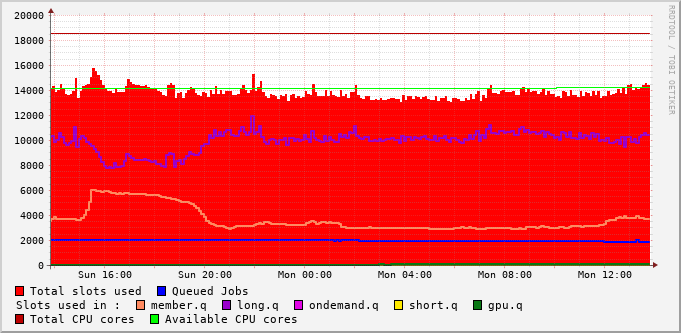 20000
18000
16000
14000
12000
10000
8000
6000
4000
2000
0
Sun 16:00 Sun 20:00 Mon 00:00 Mon 04:00 Mon 08:00 Mon 12:00
Total slots used Queued Jobs
Slots used in : member.q long.q ondemand.q short.q gpu.q
Total CPU cores Available CPU cores
RRDTOOL / TOBI OETIKER